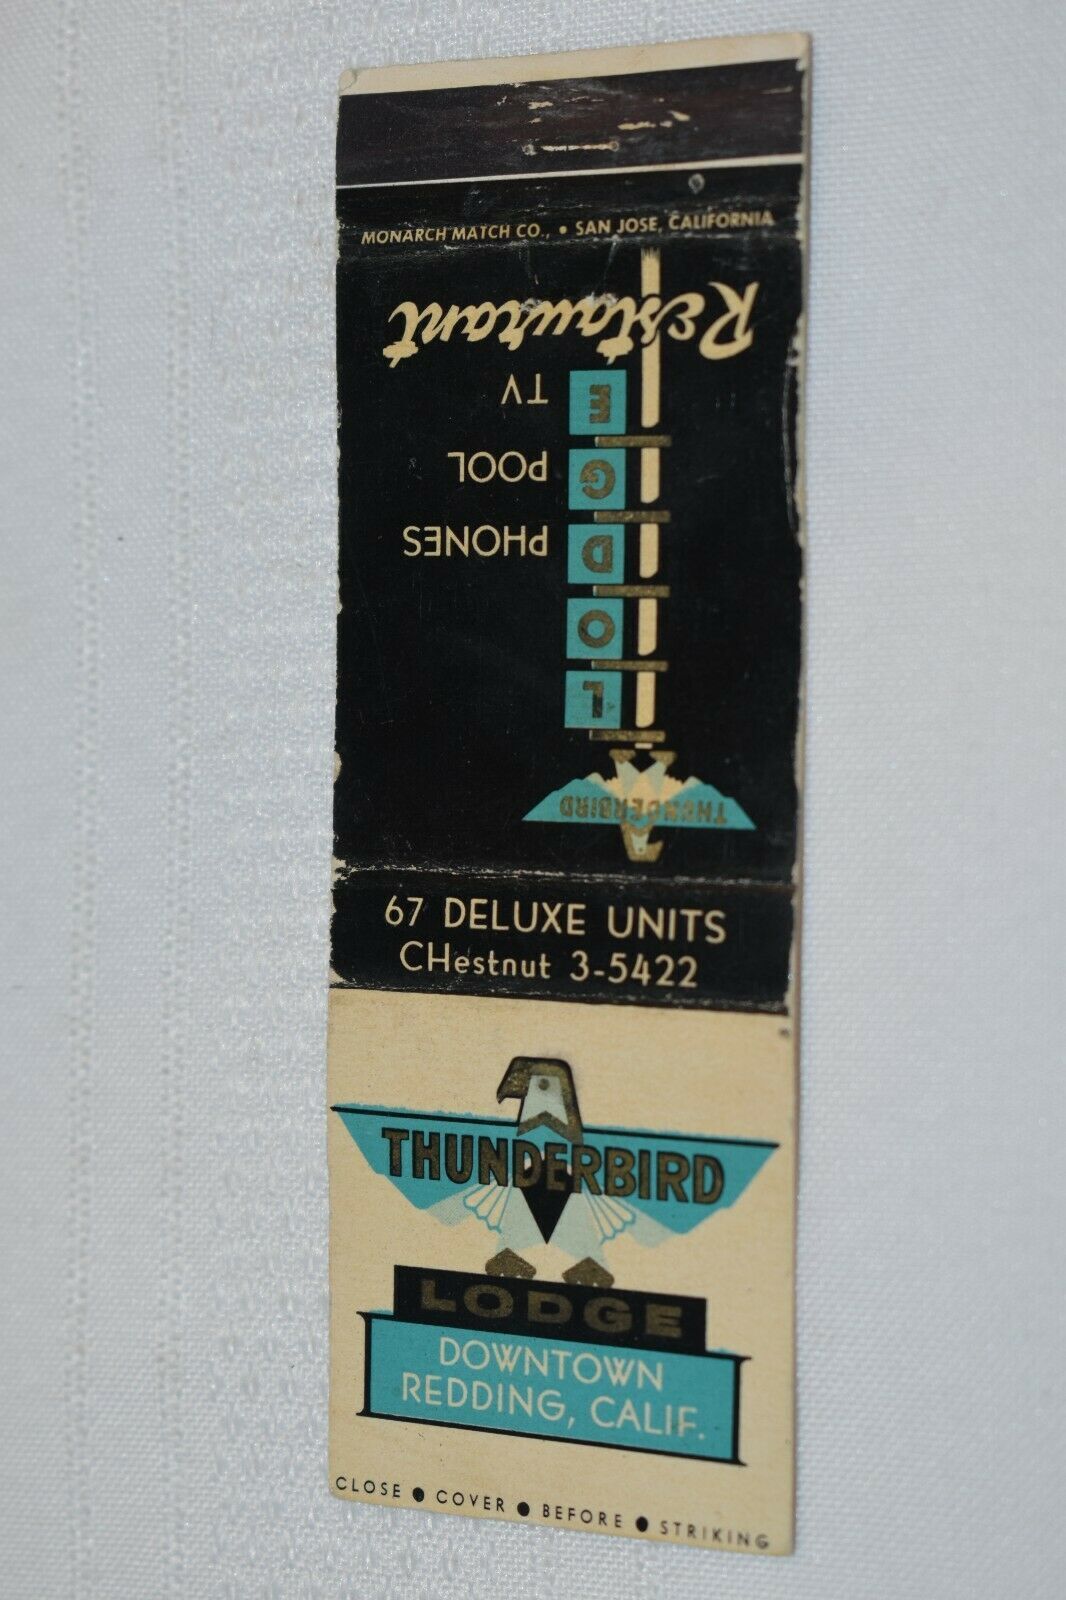 MONARCH MATCH CO., • SAN JOSE, CALIFORNIA
THUNDERBIRD
LODGE
PHONES
POOL
TV
Restaurant
67 DELUXE UNITS
CHestnut 3-5422
THUNDERBIRD
LODGE
DOWNTOWN
REDDING, CALIF.
CLOSE • COVER • BEFORE • STRIKING